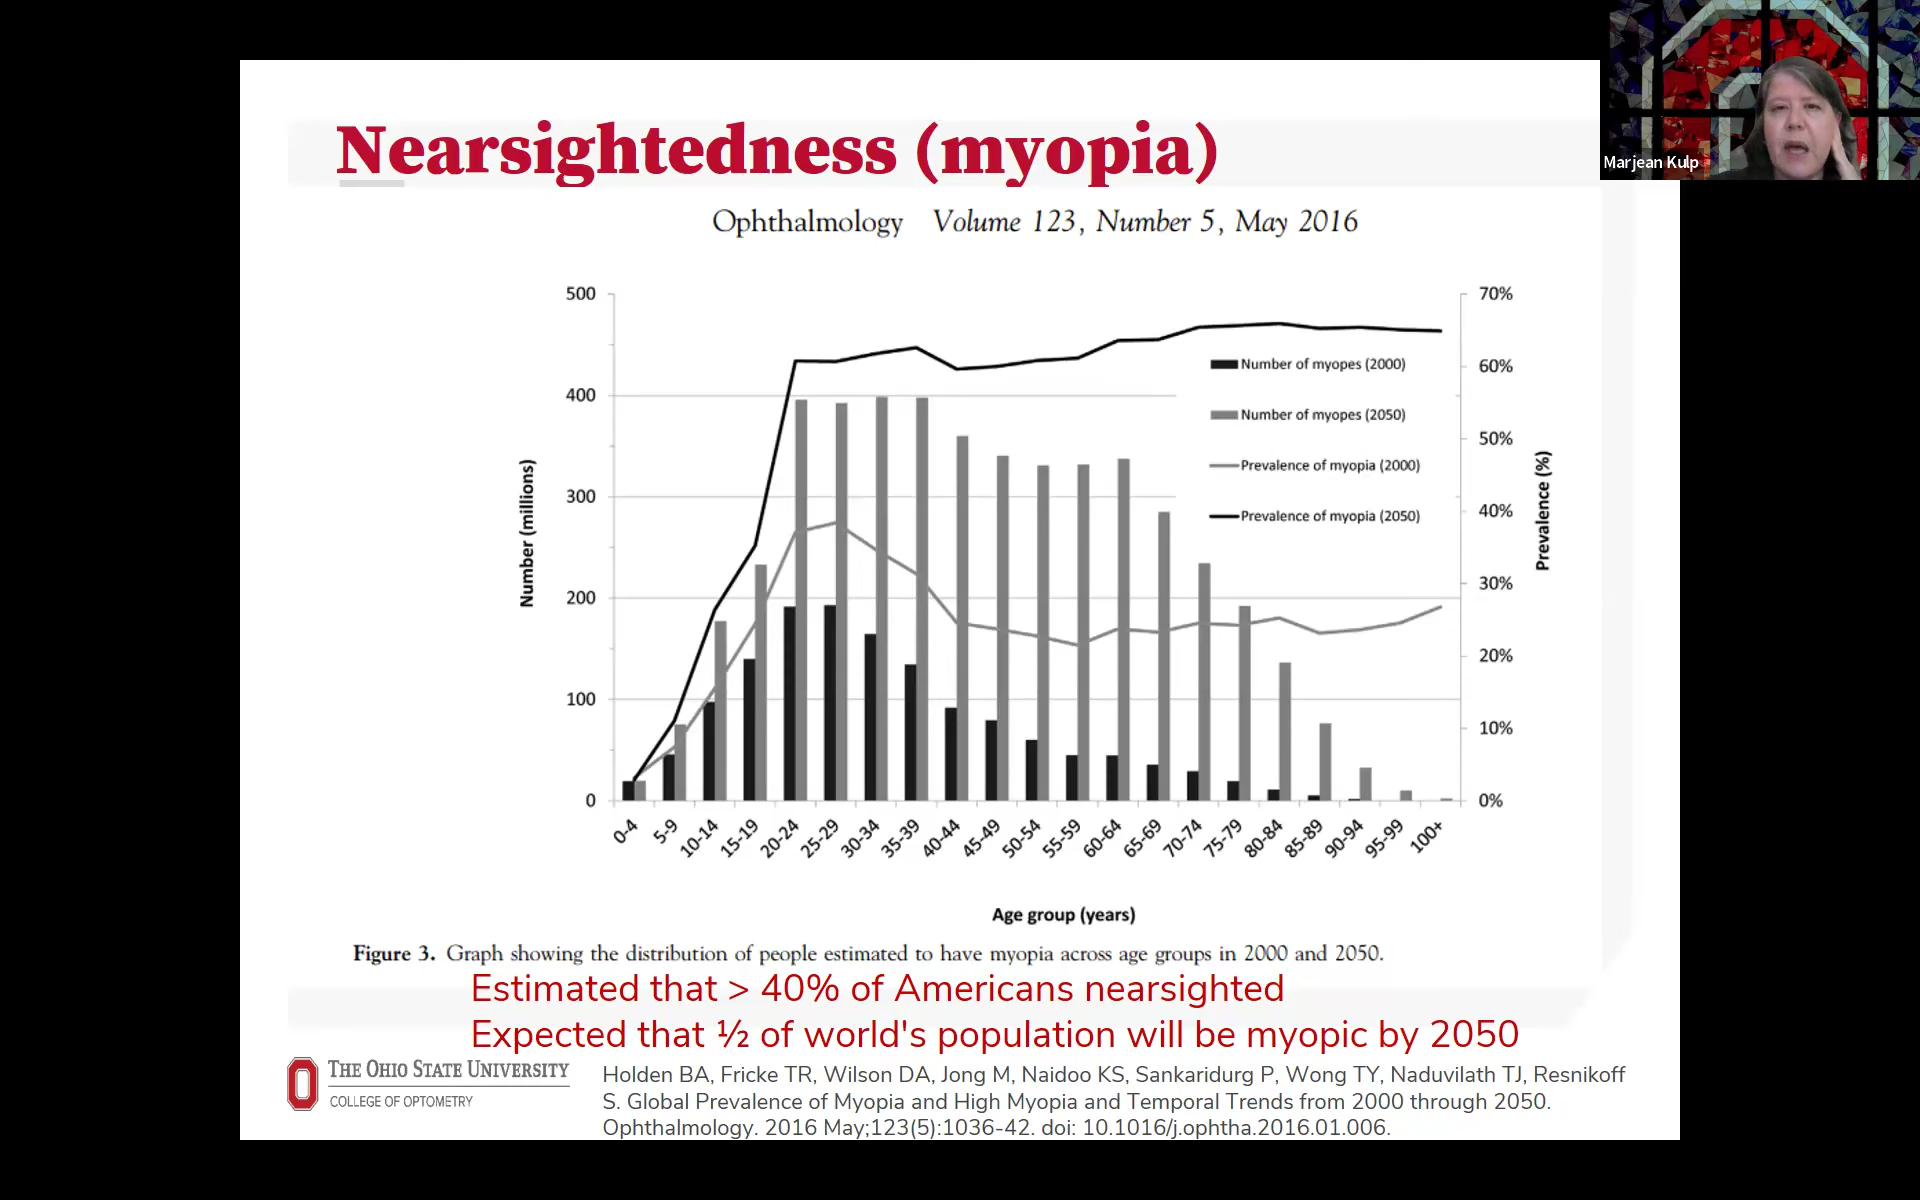 Marjean Kulp
Nearsightedness (myopia)
Ophthalmology Volume 123, Number 5, May 2016
500
400
300
200
100
0
Number (millions)
70%
60%
50%
40%
30%
20%
10%
0%
Prevalence (%)
Number of myopes (2000)
Number of myopes (2050)
Prevalence of myopia (2000)
Prevalence of myopia (2050)
0-4
5-9
10-14
15-19
20-24
25-29
30-34
35-39
40-44
45-49
50-54
55-59
60-64
65-69
70-74
75-79
80-84
85-89
90-94
95-99
100+
Age group (years)
Figure 3. Graph showing the distribution of people estimated to have myopia across age groups in 2000 and 2050.
Estimated that > 40% of Americans nearsighted
Expected that ½ of world's population will be myopic by 2050
THE OHIO STATE UNIVERSITY
COLLEGE OF OPTOMETRY
Holden BA, Fricke TR, Wilson DA, Jong M, Naidoo KS, Sankaridurg P, Wong TY, Naduvilath TJ, Resnikoff
S. Global Prevalence of Myopia and High Myopia and Temporal Trends from 2000 through 2050.
Ophthalmology. 2016 May;123(5):1036-42. doi: 10.1016/j.ophtha.2016.01.006.